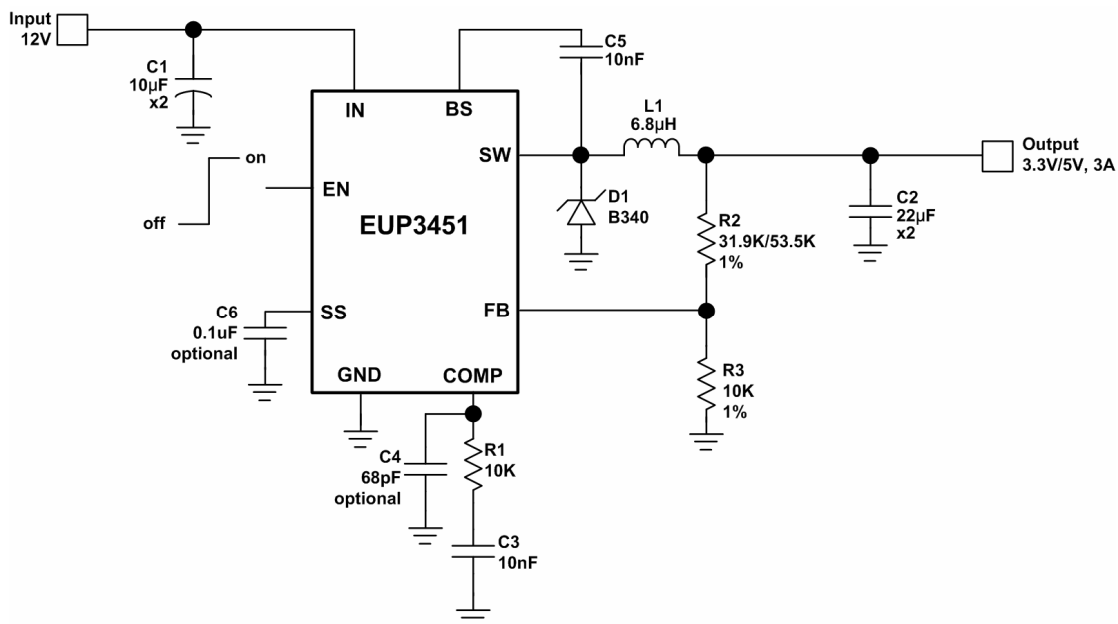 Input
12V
C1
10µF
x2
on
off
IN
BS
EN
SW
EUP3451
SS
FB
GND
COMP
C5
10nF
L1
6.8µH
D1
B340
R2
31.9K/53.5K
1%
C2
22µF
x2
Output
3.3V/5V, 3A
C6
0.1uF
optional
R3
10K
1%
C4
68pF
optional
R1
10K
C3
10nF